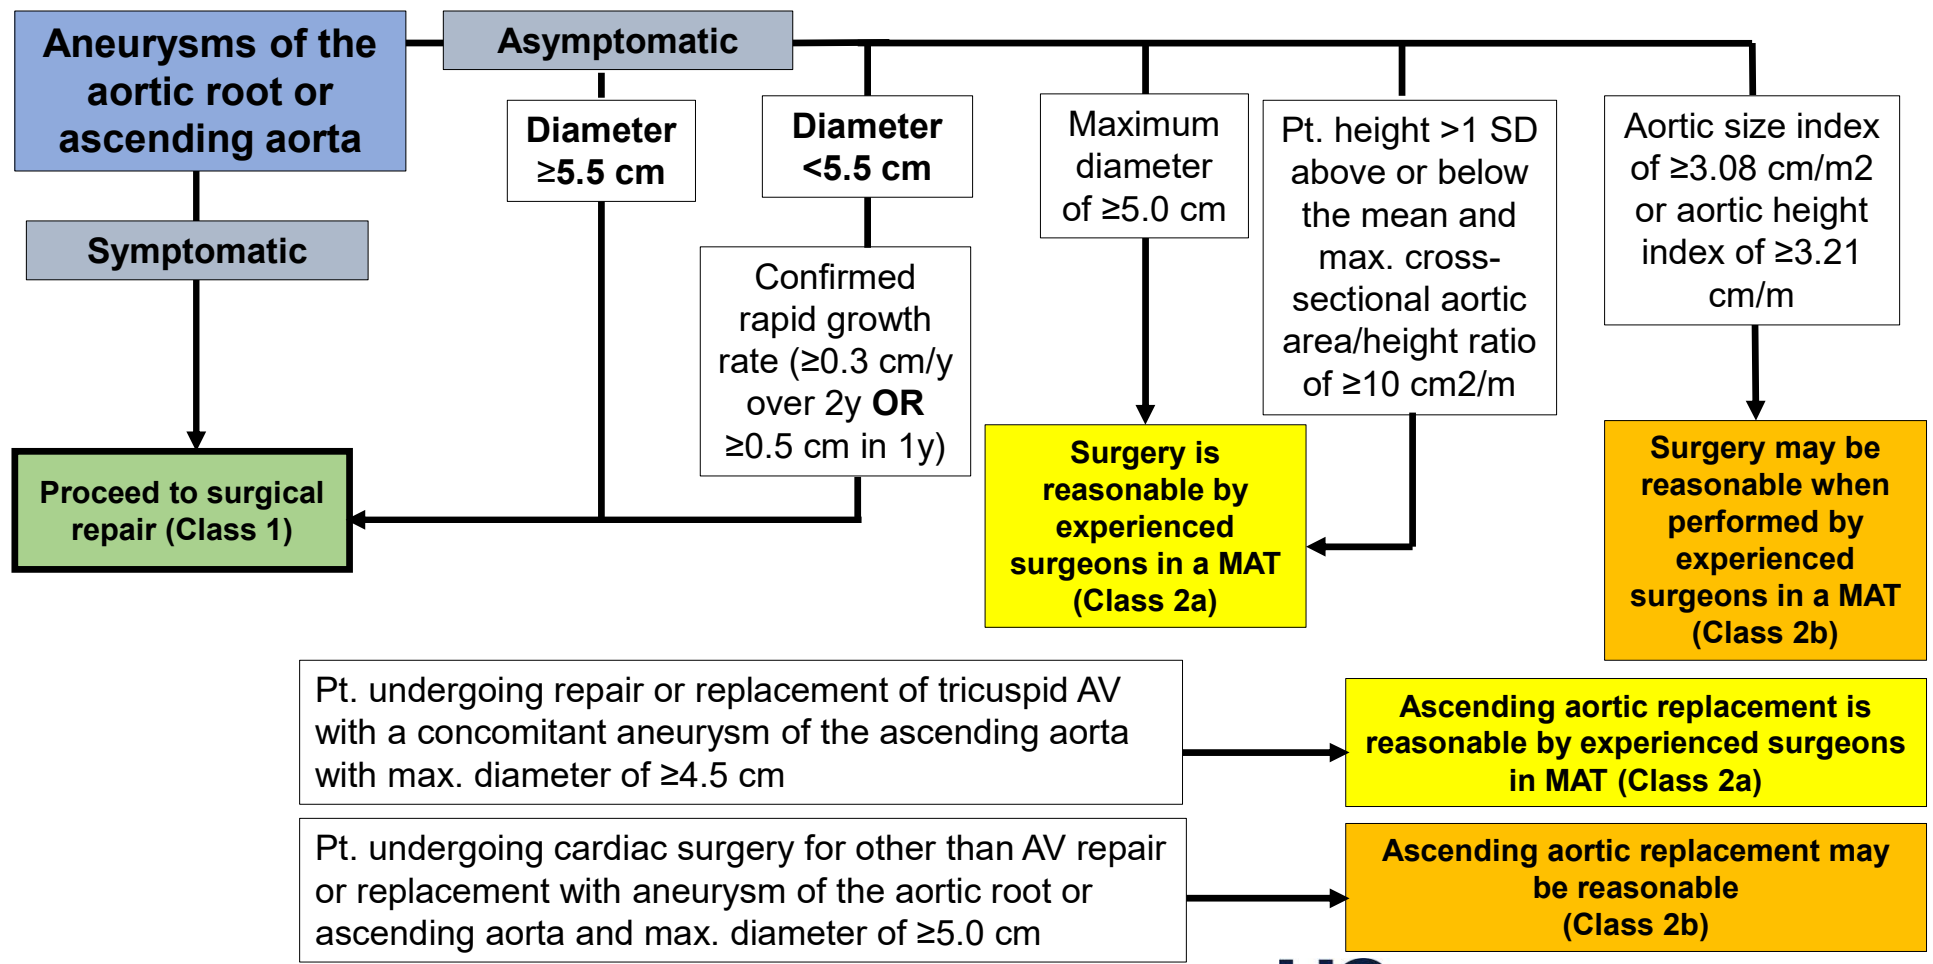 Aneurysms of the
aortic root or
ascending aorta
Asymptomatic
Symptomatic
Diameter
≥5.5 cm
Diameter
<5.5 cm
Confirmed
rapid growth
rate (≥0.3 cm/y
over 2y OR
≥0.5 cm in 1y)
Maximum
diameter
of ≥5.0 cm
Pt. height >1 SD
above or below
the mean and
max. cross-
sectional aortic
area/height ratio
of ≥10 cm2/m
Aortic size index
of ≥3.08 cm/m2
or aortic height
index of ≥3.21
cm/m
Proceed to surgical
repair (Class 1)
Surgery is
reasonable by
experienced
surgeons in a MAT
(Class 2a)
Surgery may be
reasonable when
performed by
experienced
surgeons in a MAT
(Class 2b)
Pt. undergoing repair or replacement of tricuspid AV
with a concomitant aneurysm of the ascending aorta
with max. diameter of ≥4.5 cm
Ascending aortic replacement is
reasonable by experienced surgeons
in MAT (Class 2a)
Pt. undergoing cardiac surgery for other than AV repair
or replacement with aneurysm of the aortic root or
ascending aorta and max. diameter of ≥5.0 cm
Ascending aortic replacement may
be reasonable
(Class 2b)